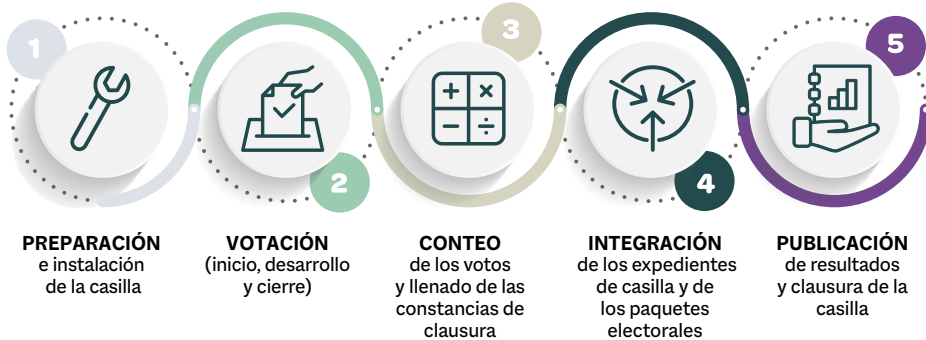 1
PREPARACIÓN
e instalación
de la casilla
2
VOTACIÓN
(inicio, desarrollo
y cierre)
3
CONTEO
de los votos
y llenado de las
constancias de
clausura
4
INTEGRACIÓN
de los expedientes
de casilla y de
los paquetes
electorales
5
PUBLICACIÓN
de resultados
y clausura de la
casilla